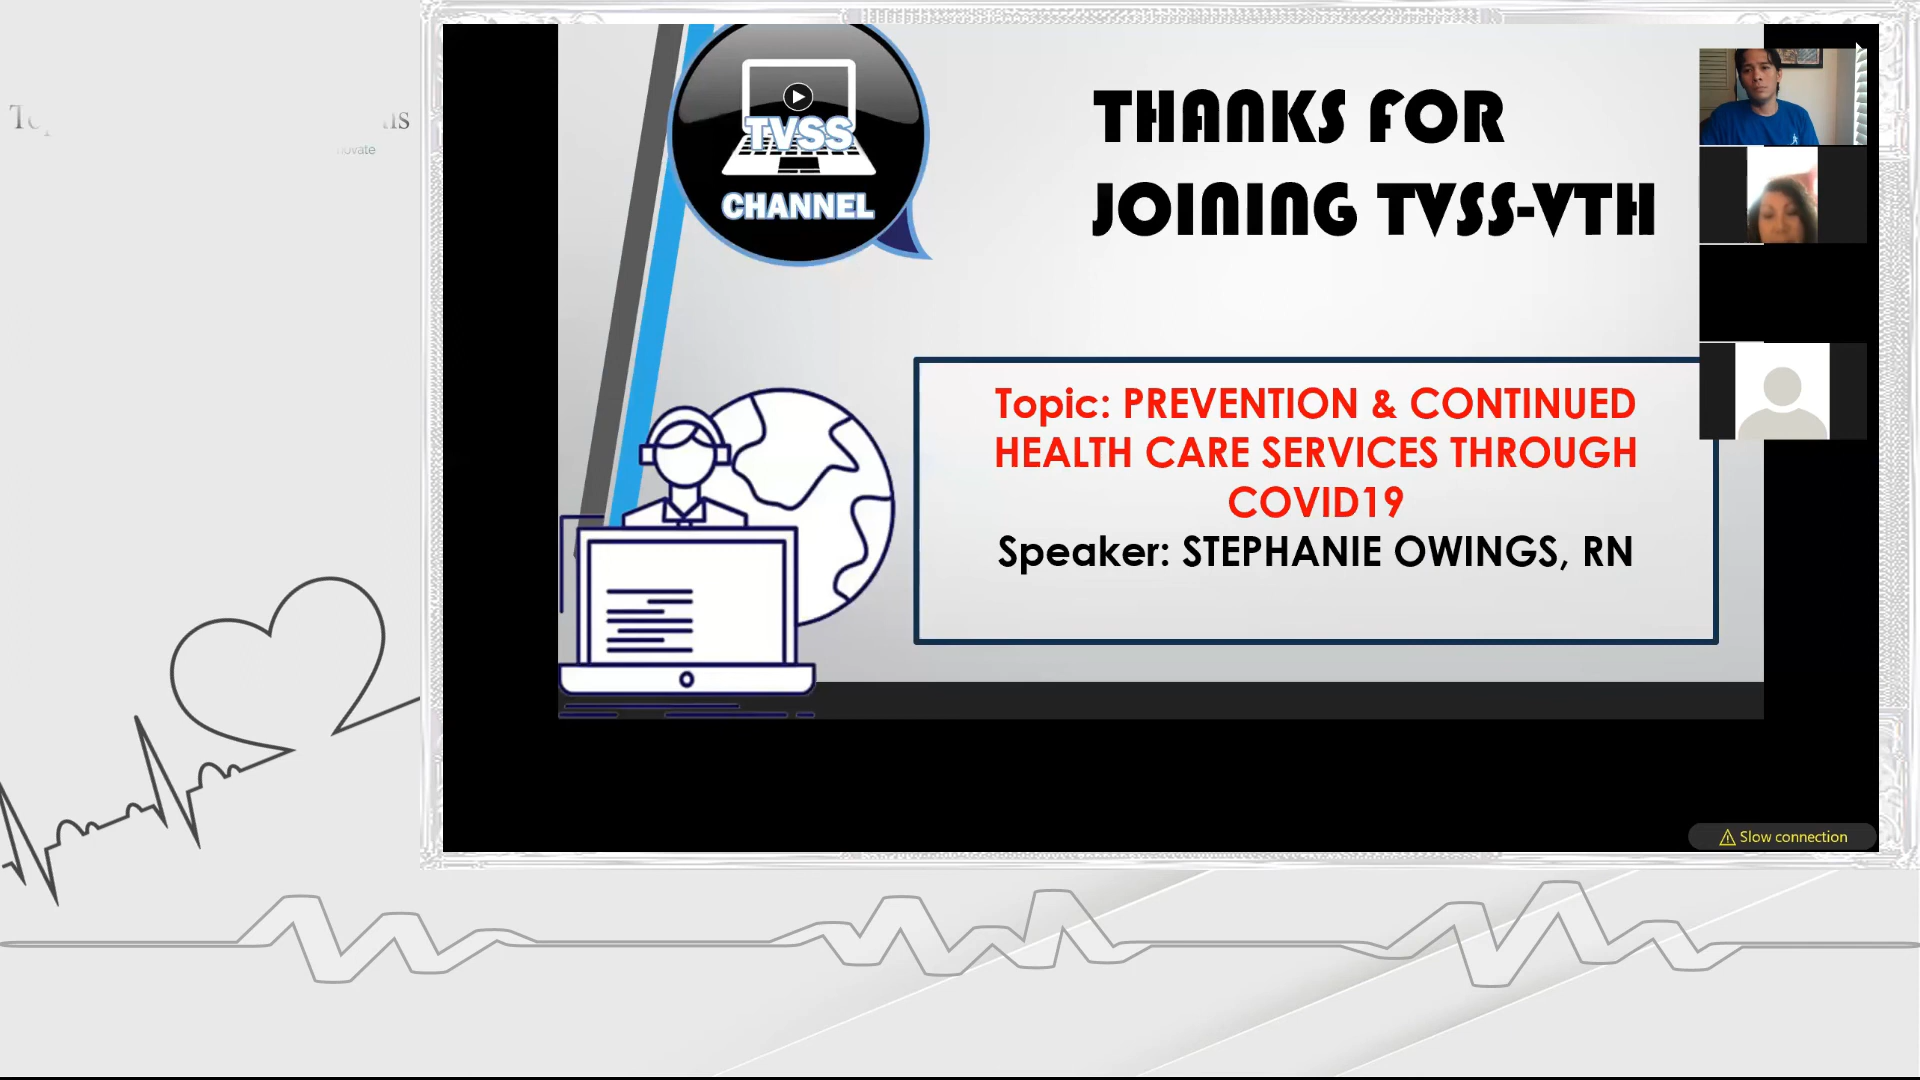 TVSS
CHANNEL
THANKS FOR
JOINING TVSS-VTH
Topic: PREVENTION & CONTINUED
HEALTH CARE SERVICES THROUGH
COVID19
Speaker: STEPHANIE OWINGS, RN
Slow connection